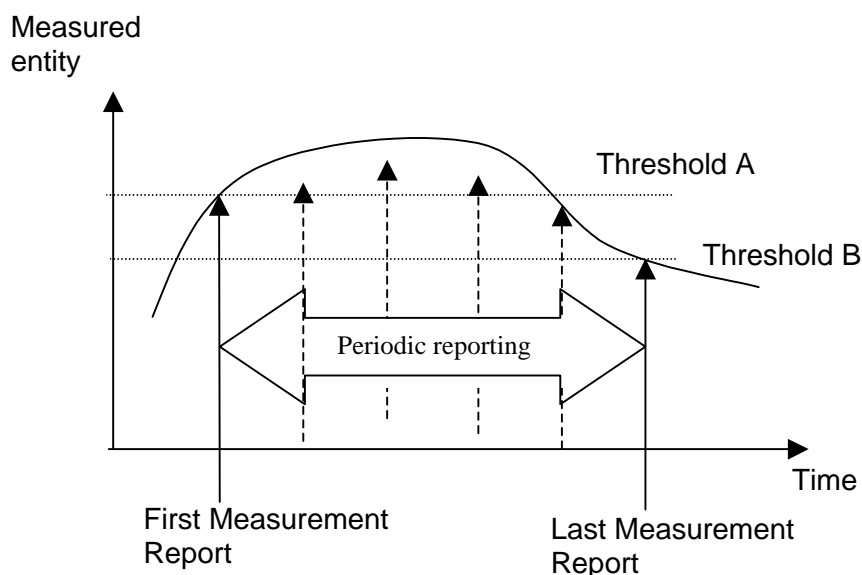 Measured
entity
Threshold A
Threshold B
Periodic reporting
Time
First Measurement
Report
Last Measurement
Report